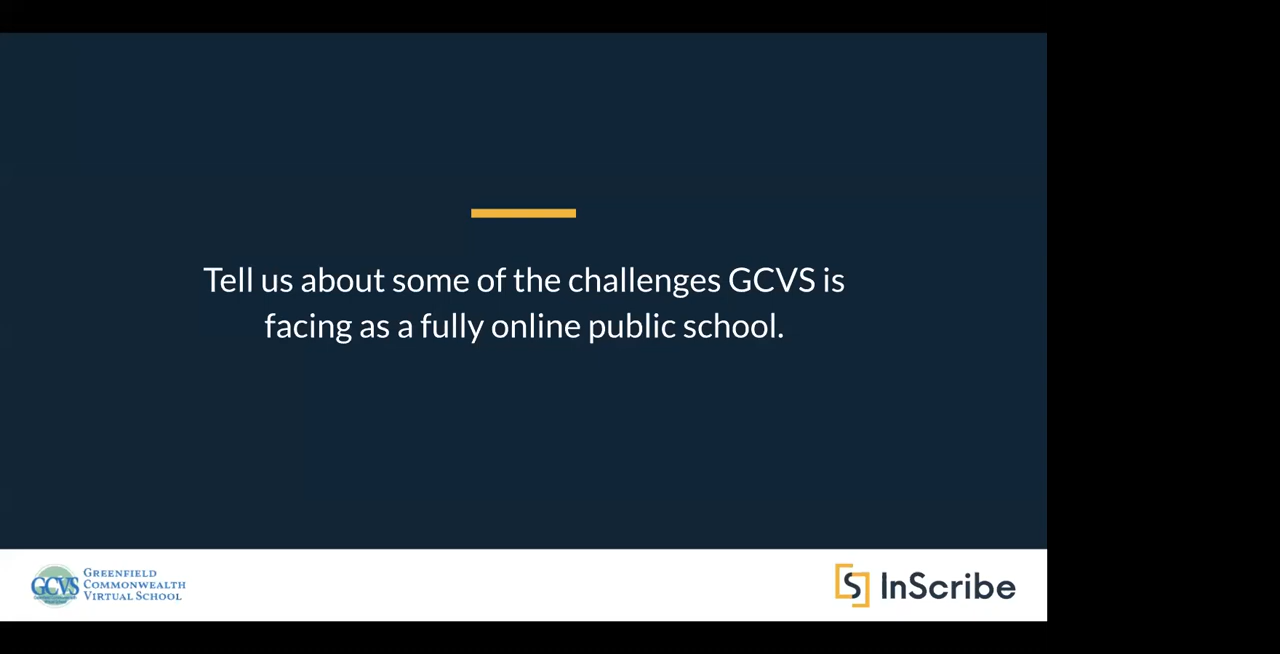 Tell us about some of the challenges GCVS is
facing as a fully online public school.
GCVS
GREENFIELD
COMMONWEALTH
VIRTUAL SCHOOL
InScribe